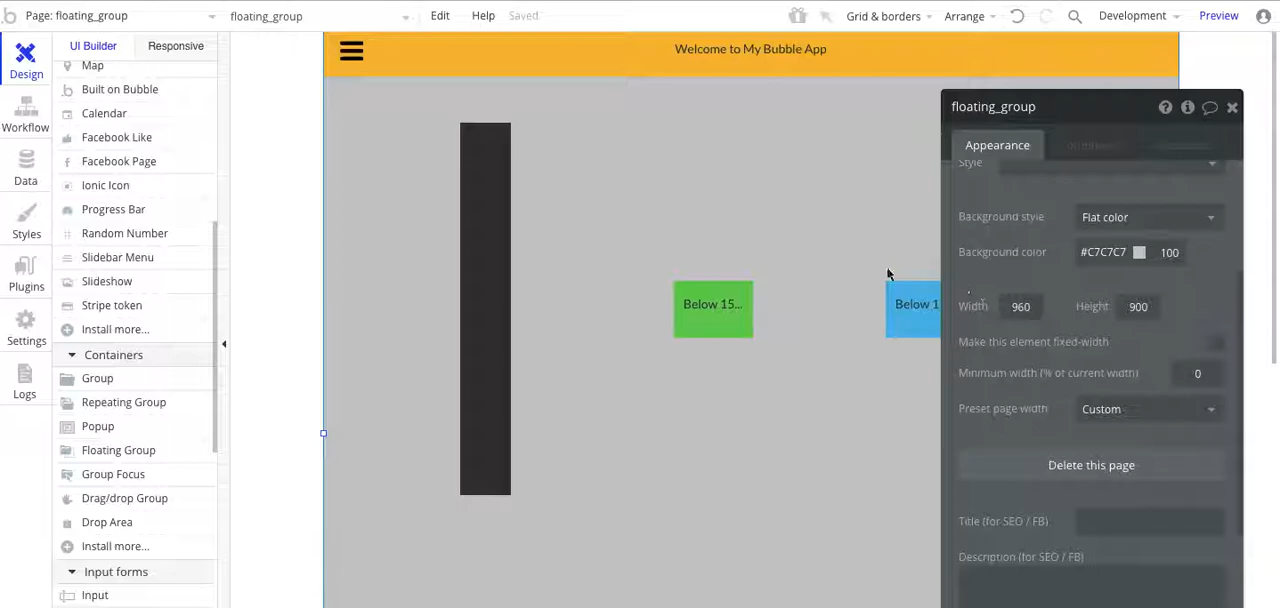 Page: floating_group
floating_group
Edit
Help
Saved
Grid & borders
Arrange
Development
Preview
UI Builder
Responsive
Design
Workflow
Data
Styles
Plugins
Settings
Logs
Map
Built on Bubble
Calendar
Facebook Like
Facebook Page
Ionic Icon
Progress Bar
Random Number
Slidebar Menu
Slideshow
Stripe token
Install more...
Containers
Group
Repeating Group
Popup
Floating Group
Group Focus
Drag/drop Group
Drop Area
Install more...
Input forms
Input
Welcome to My Bubble App
Below 15...
Below 1
floating_group
Appearance
Style
Background style Flat color
Background color #C7C7C7 100
Width 960 Height 900
Make this element fixed-width
Minimum width (% of current width) 0
Preset page width Custom
Delete this page
Title (for SEO / FB)
Description (for SEO / FB)